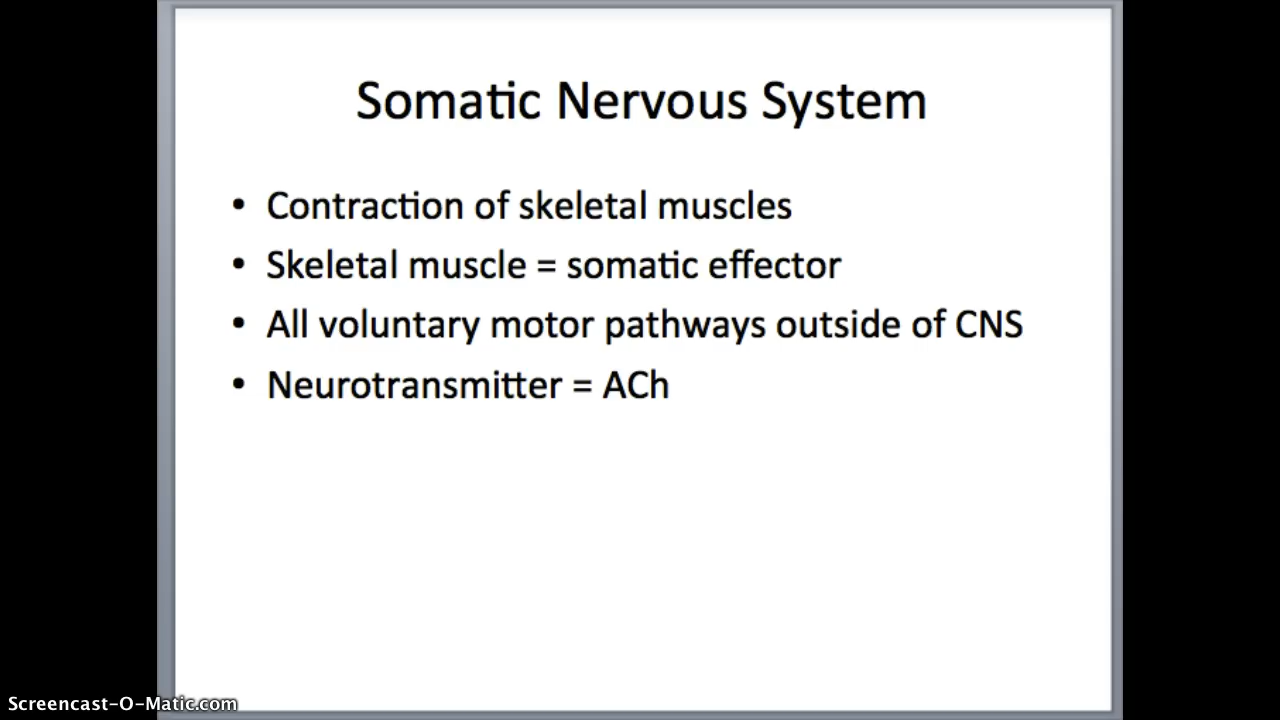 Somatic Nervous System
• Contraction of skeletal muscles
• Skeletal muscle = somatic effector
• All voluntary motor pathways outside of CNS
• Neurotransmitter = ACh
Screencast-O-Matic.com